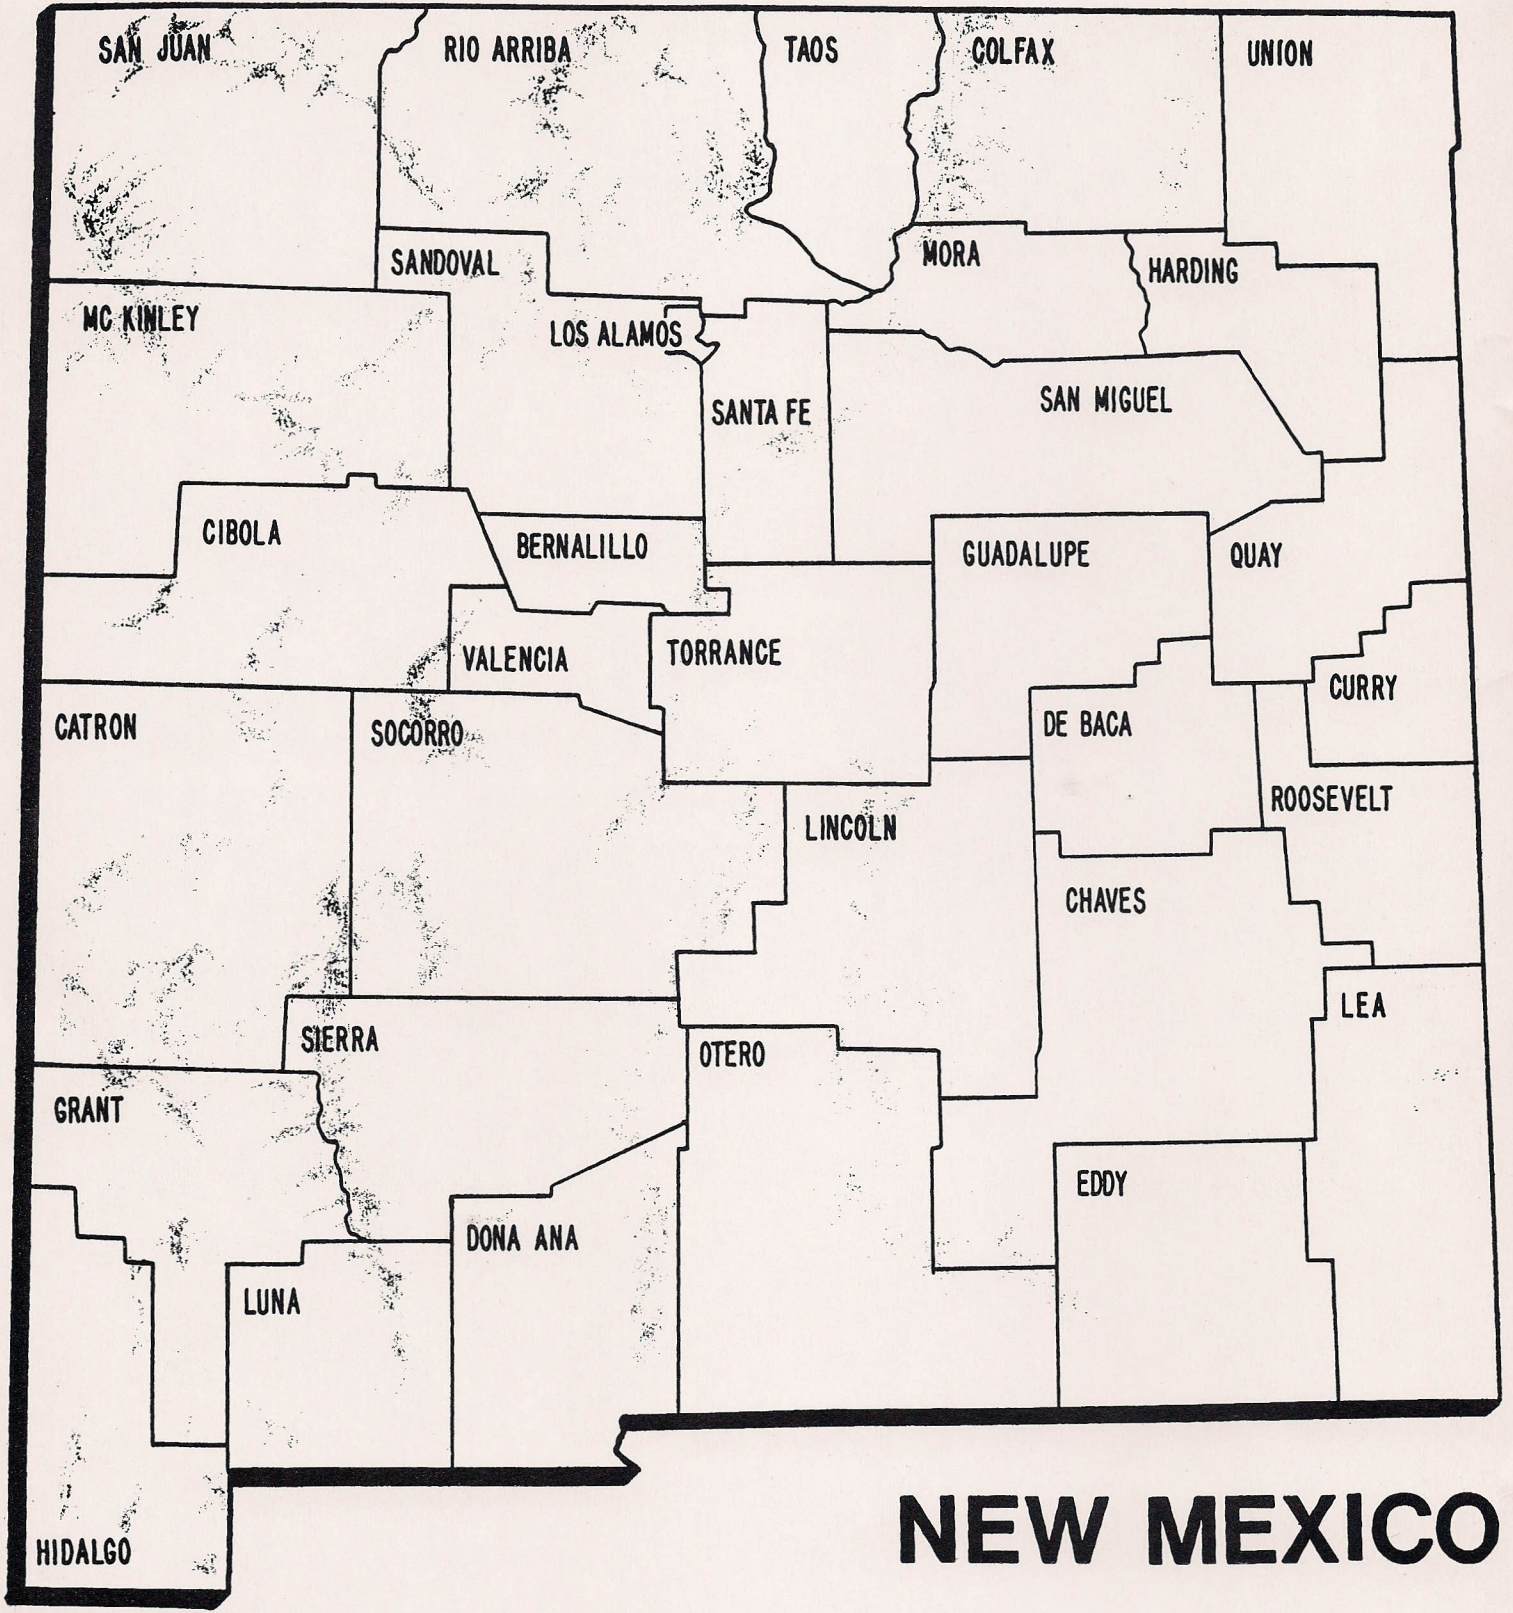 SAN JUAN
RIO ARRIBA
TAOS
COLFAX
UNION
SANDOVAL
MORA
HARDING
MC KINLEY
LOS ALAMOS
SANTA FE
SAN MIGUEL
CIBOLA
BERNALILLO
GUADALUPE
QUAY
VALENCIA
TORRANCE
CURRY
CATRON
SOCORRO
DE BACA
ROOSEVELT
LINCOLN
CHAVES
LEA
SIERRA
OTERO
GRANT
EDDY
DONA ANA
LUNA
HIDALGO
NEW MEXICO